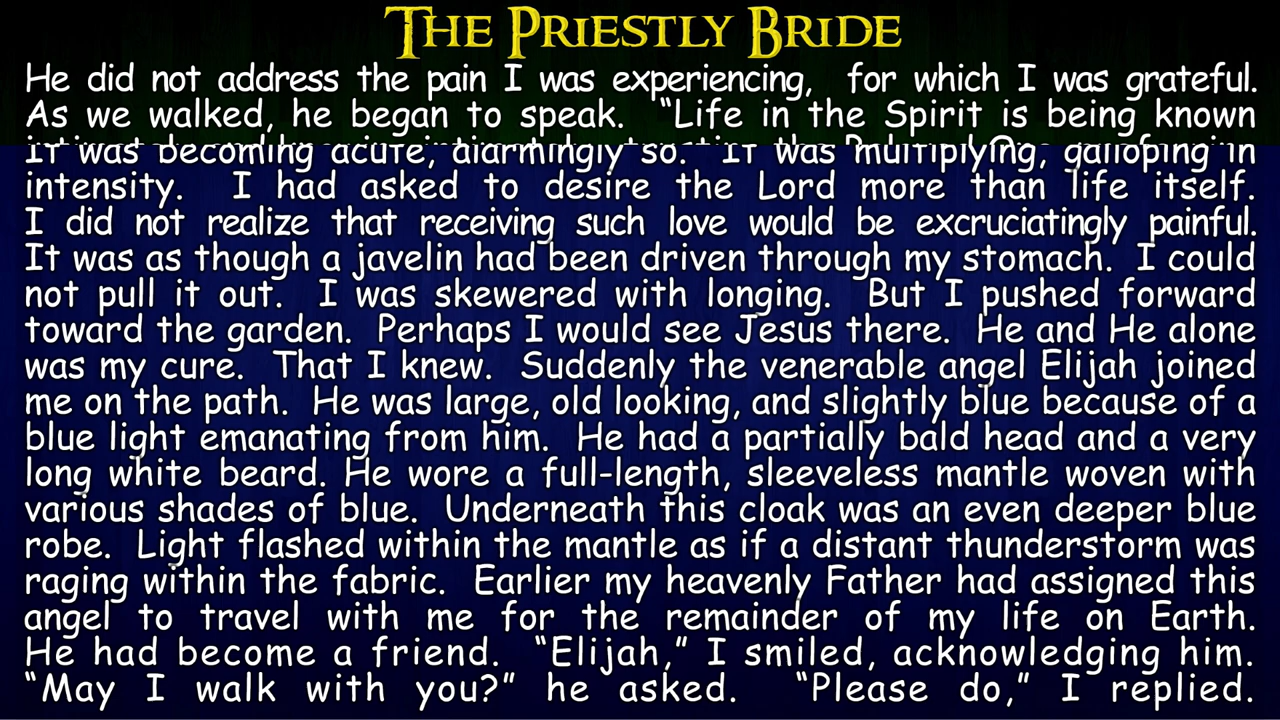 The Priestly Bride
He did not address the pain I was experiencing, for which I was grateful.
As we walked, he began to speak. “Life in the Spirit is being known
It was becoming acute, alarmingly so. It was multiplying, galloping in
intensity. I had asked to desire the Lord more than life itself.
I did not realize that receiving such love would be excruciatingly painful.
It was as though a javelin had been driven through my stomach. I could
not pull it out. I was skewered with longing. But I pushed forward
toward the garden. Perhaps I would see Jesus there. He and He alone
was my cure. That I knew. Suddenly the venerable angel Elijah joined
me on the path. He was large, old looking, and slightly blue because of a
blue light emanating from him. He had a partially bald head and a very
long white beard. He wore a full-length, sleeveless mantle woven with
various shades of blue. Underneath this cloak was an even deeper blue
robe. Light flashed within the mantle as if a distant thunderstorm was
raging within the fabric. Earlier my heavenly Father had assigned this
angel to travel with me for the remainder of my life on Earth.
He had become a friend. “Elijah,” I smiled, acknowledging him.
“May I walk with you?” he asked. “Please do,” I replied.